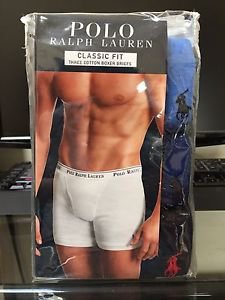 POLO
RALPH LAUREN
CLASSIC FIT
THREE COTTON BOXER BRIEFS
POLO RALPH LAUREN
POLO RALPH